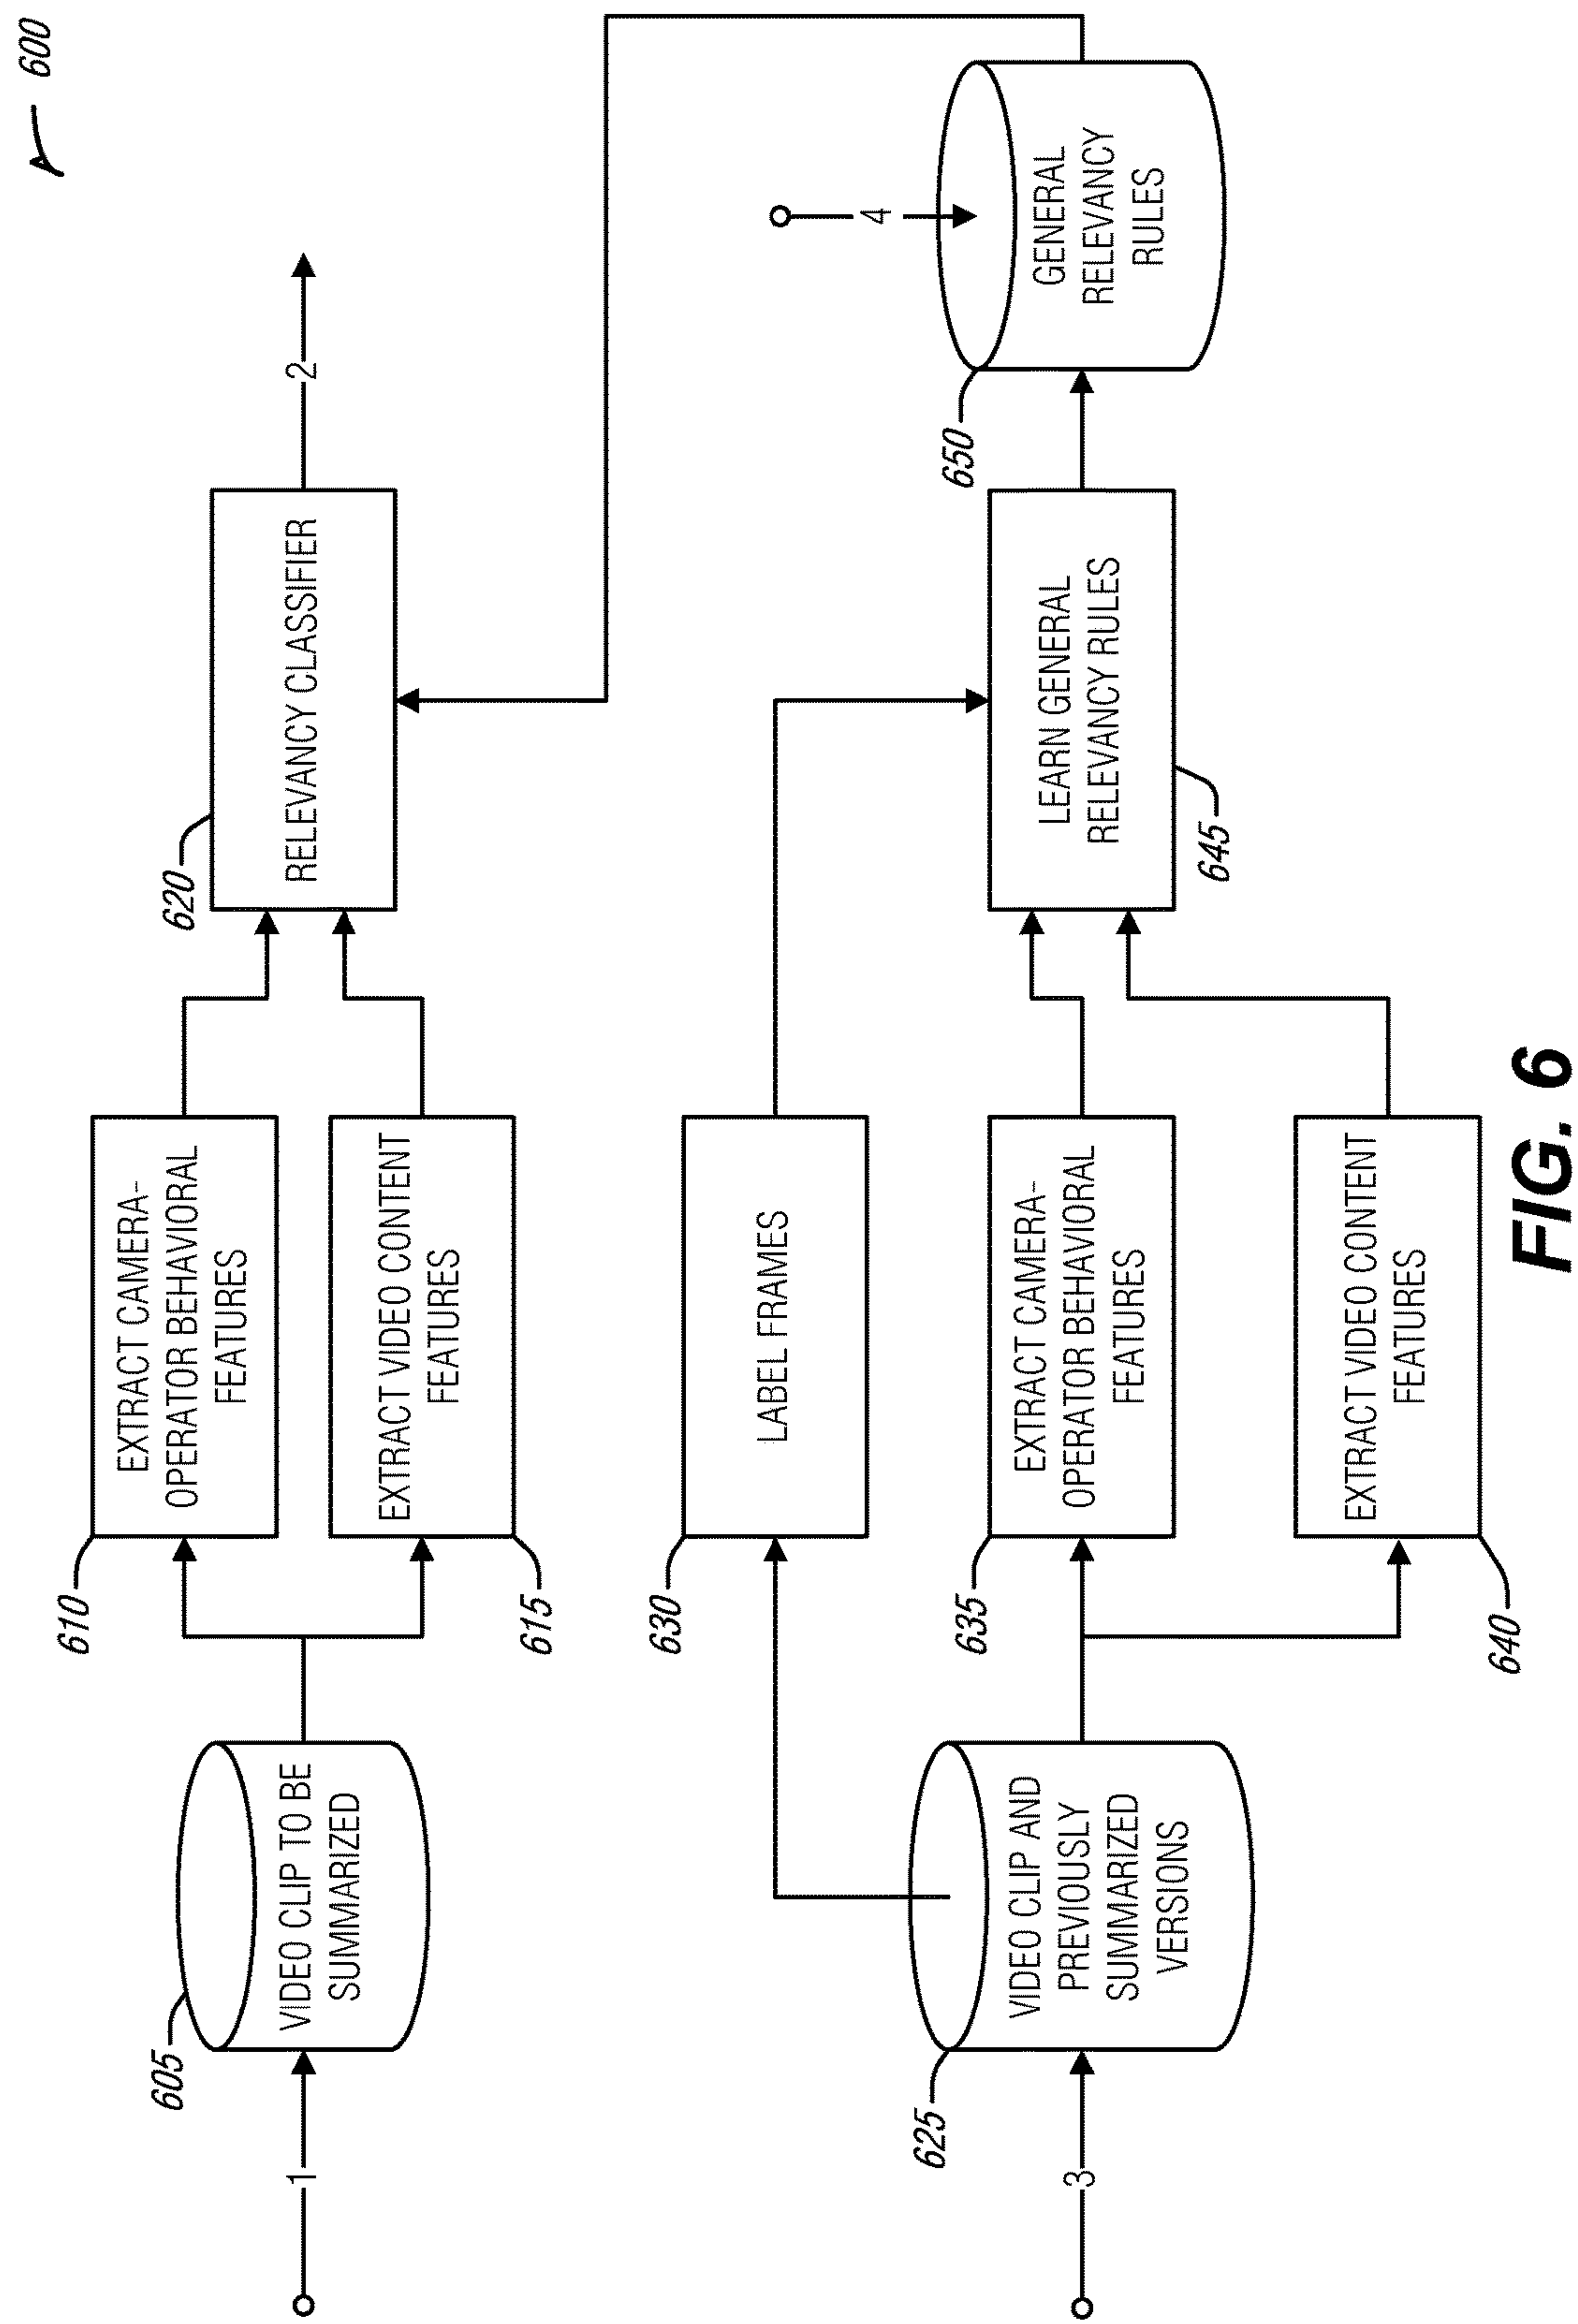 600
1
605
VIDEO CLIP TO BE
SUMMARIZED
610
EXTRACT CAMERA-
OPERATOR BEHAVIORAL
FEATURES
615
EXTRACT VIDEO CONTENT
FEATURES
620
RELEVANCY CLASSIFIER
2
3
625
VIDEO CLIP AND
PREVIOUSLY
SUMMARIZED
VERSIONS
630
LABEL FRAMES
635
EXTRACT CAMERA-
OPERATOR BEHAVIORAL
FEATURES
640
EXTRACT VIDEO CONTENT
FEATURES
645
LEARN GENERAL
RELEVANCY RULES
650
4
GENERAL
RELEVANCY
RULES
FIG. 6